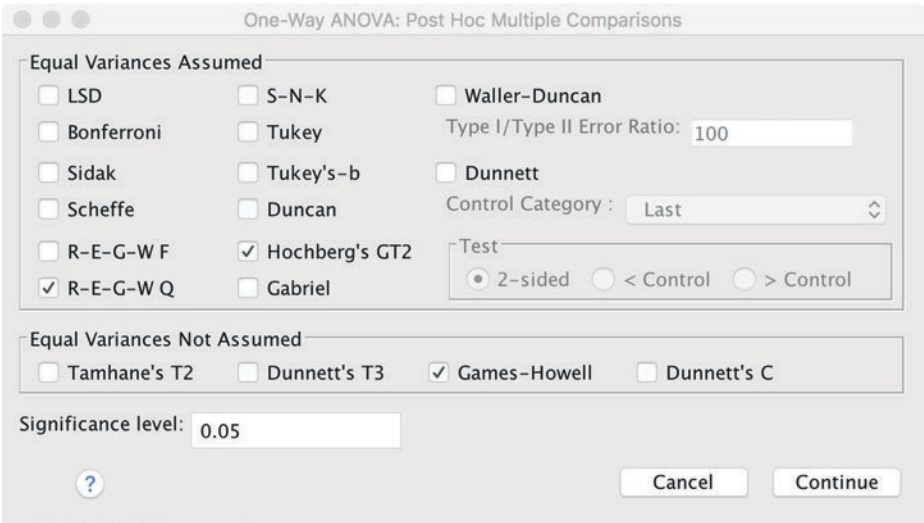 One-Way ANOVA: Post Hoc Multiple Comparisons
Equal Variances Assumed
LSD S-N-K Waller-Duncan
Bonferroni Tukey Type I/Type II Error Ratio: 100
Sidak Tukey's-b Dunnett
Scheffe Duncan Control Category : Last
R-E-G-W F Hochberg's GT2 Test
R-E-G-W Q Gabriel 2-sided < Control > Control
Equal Variances Not Assumed
Tamhane's T2 Dunnett's T3 Games-Howell Dunnett's C
Significance level: 0.05
? Cancel Continue